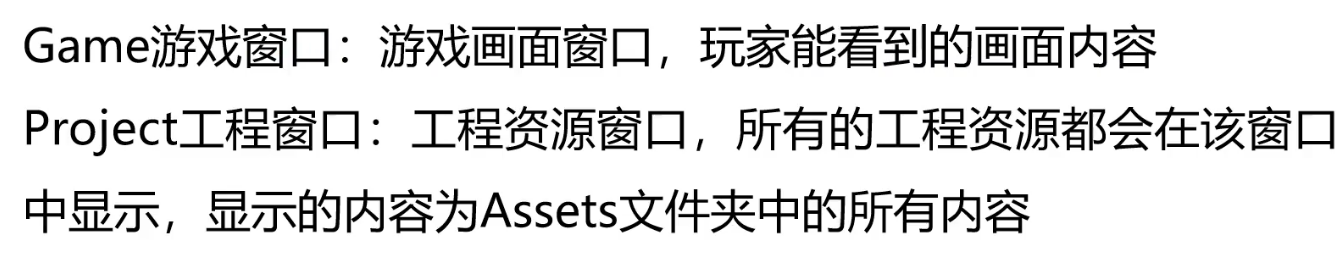 Game游戏窗口：游戏画面窗口，玩家能看到的画面内容
Project工程窗口：工程资源窗口，所有的工程资源都会在该窗口
中显示，显示的内容为Assets文件夹中的所有内容